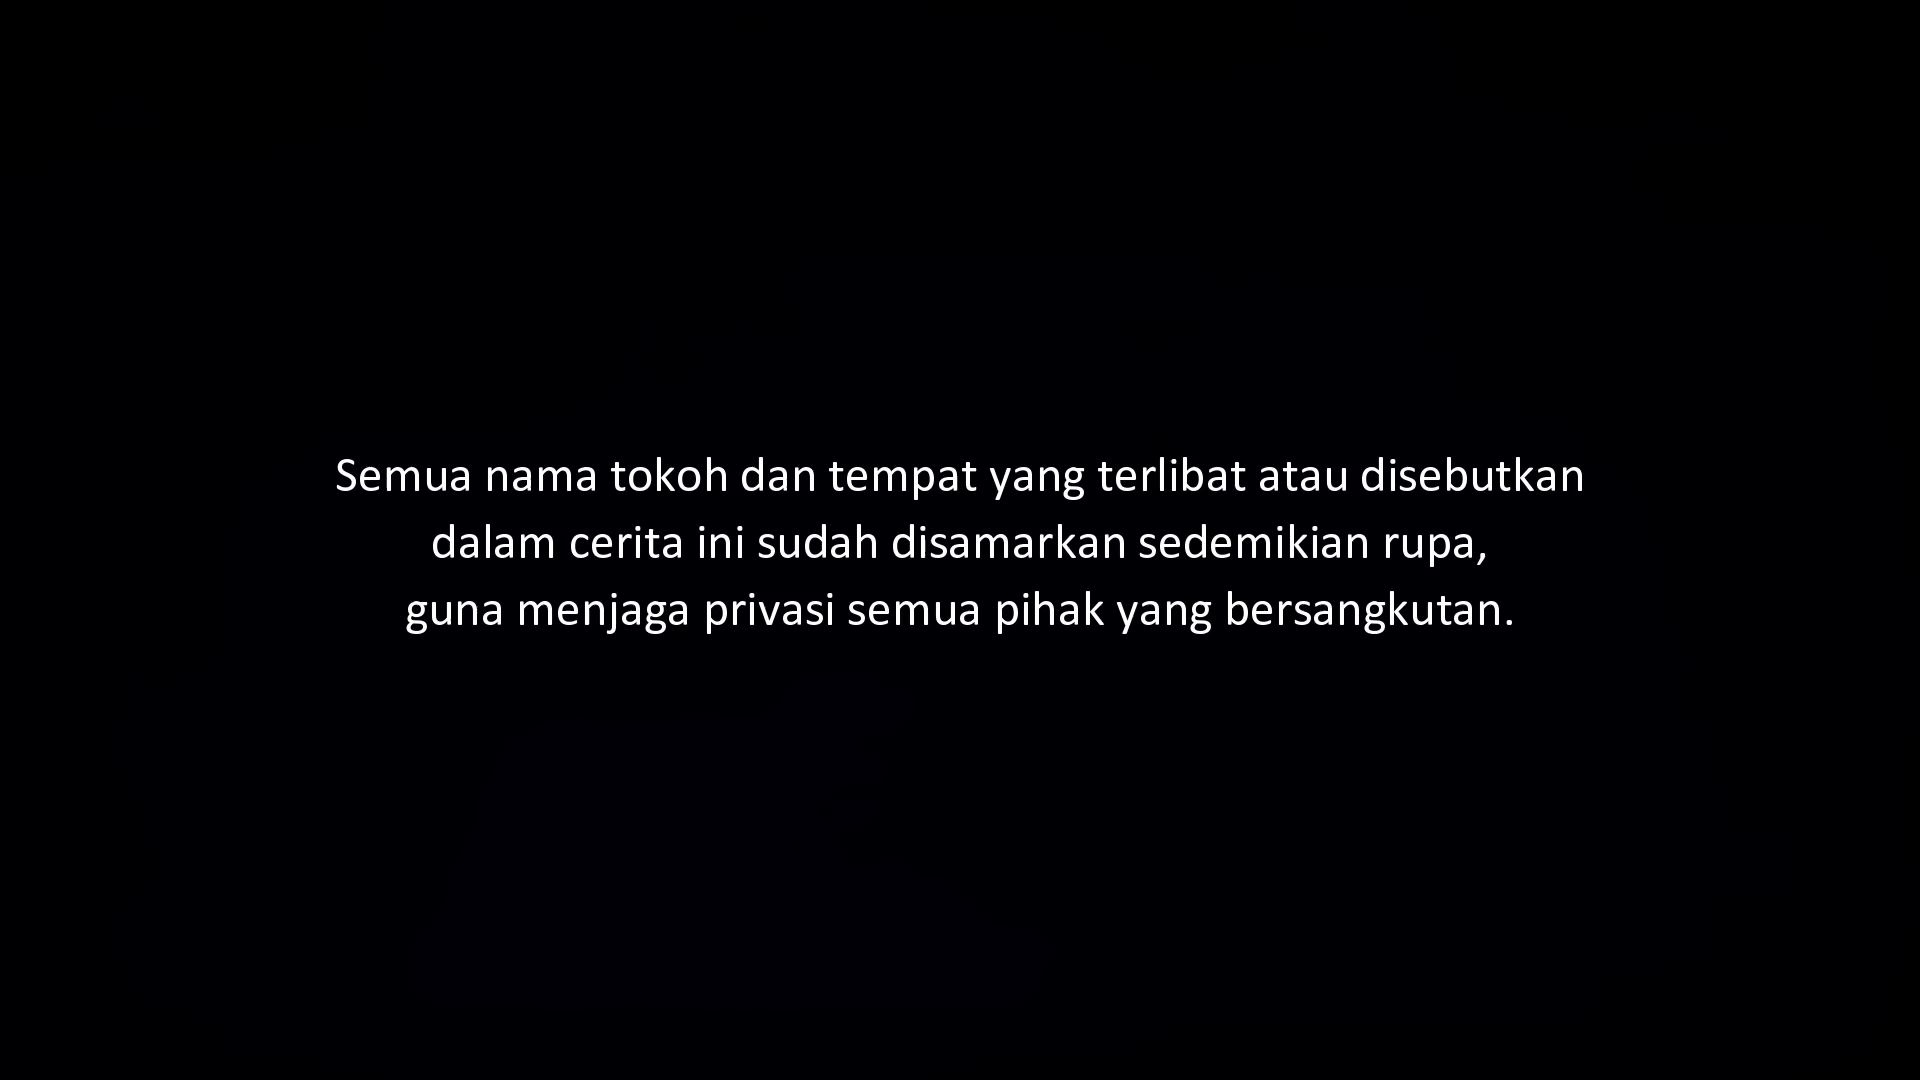 Semua nama tokoh dan tempat yang terlibat atau disebutkan
dalam cerita ini sudah disamarkan sedemikian rupa,
guna menjaga privasi semua pihak yang bersangkutan.